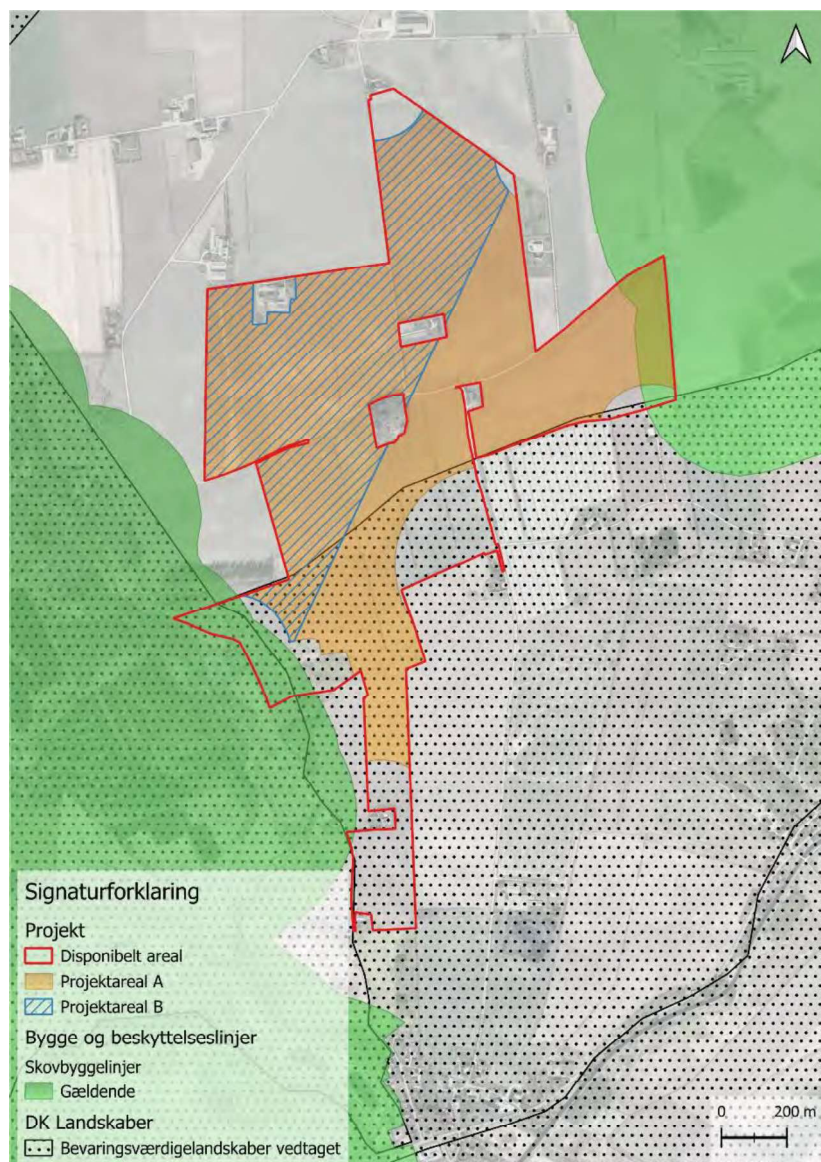 Signaturforklaring
Projekt
Disponibelt areal
Projektareal A
Projektareal B
Bygge og beskyttelseslinjer
Skovbyggelinjer
Gældende
DK Landskaber
Bevaringsværdigelandskaber vedtaget
0 200 m